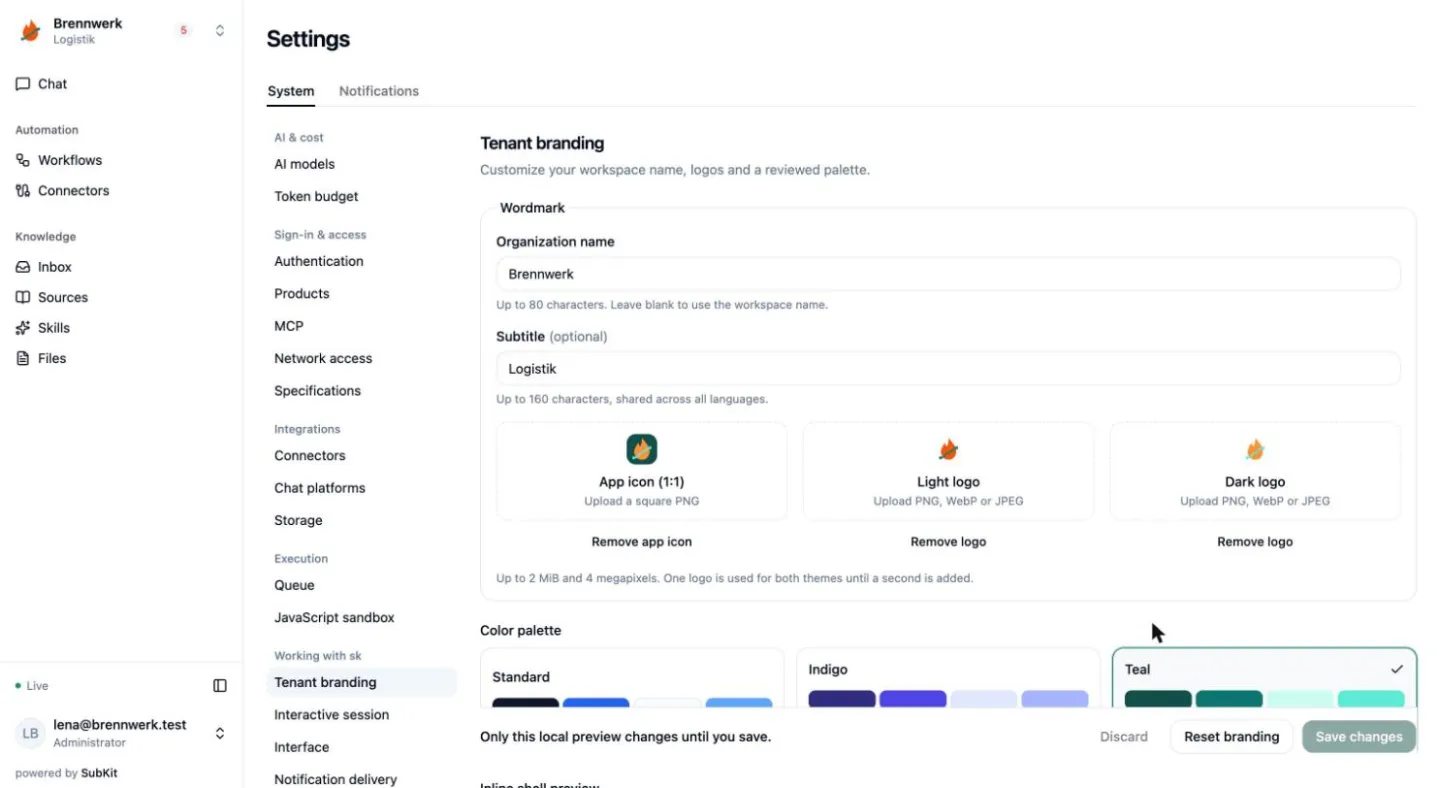 Brennwerk
Logistik
5
Chat
Automation
Workflows
Connectors
Knowledge
Inbox
Sources
Skills
Files
Live
LB
lena@brennwerk.test
Administrator
powered by SubKit
Settings
System
Notifications
AI & cost
AI models
Token budget
Sign-in & access
Authentication
Products
MCP
Network access
Specifications
Integrations
Connectors
Chat platforms
Storage
Execution
Queue
JavaScript sandbox
Working with sk
Tenant branding
Interactive session
Interface
Notification delivery
Tenant branding
Customize your workspace name, logos and a reviewed palette.
Wordmark
Organization name
Brennwerk
Up to 80 characters. Leave blank to use the workspace name.
Subtitle (optional)
Logistik
Up to 160 characters, shared across all languages.
App icon (1:1)
Upload a square PNG
Remove app icon
Light logo
Upload PNG, WebP or JPEG
Remove logo
Dark logo
Upload PNG, WebP or JPEG
Remove logo
Up to 2 MiB and 4 megapixels. One logo is used for both themes until a second is added.
Color palette
Standard
Indigo
Teal
Only this local preview changes until you save.
Discard
Reset branding
Save changes
Inline shell preview